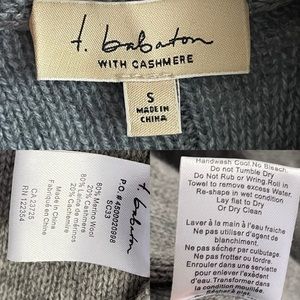 t. babaton
WITH CASHMERE
S
MADE IN
CHINA
t. babaton
P.O. # 4500920998
SC33
80% Merino Wool
20% Cashmere
80% Laine de mérinos
20% Cachemire
Made in China
Fabriqué en Chine
CA 23725
RN 122354
Handwash Cool. No Bleach.
Do not Tumble Dry
Do not Rub or Wring Roll in
Towel to remove excess Water
Re-shape in wet condition
Lay flat to Dry
Or Dry Clean
Laver à la main à l'eau fraîche
Ne pas utiliser d'agent de
blanchiment.
Ne pas sécher par culbutage.
Ne pas frotter ou tordre.
Enrouler dans une serviette
pour enlever l'excédent
d'eau. Transformer dans la
condition mouillée.